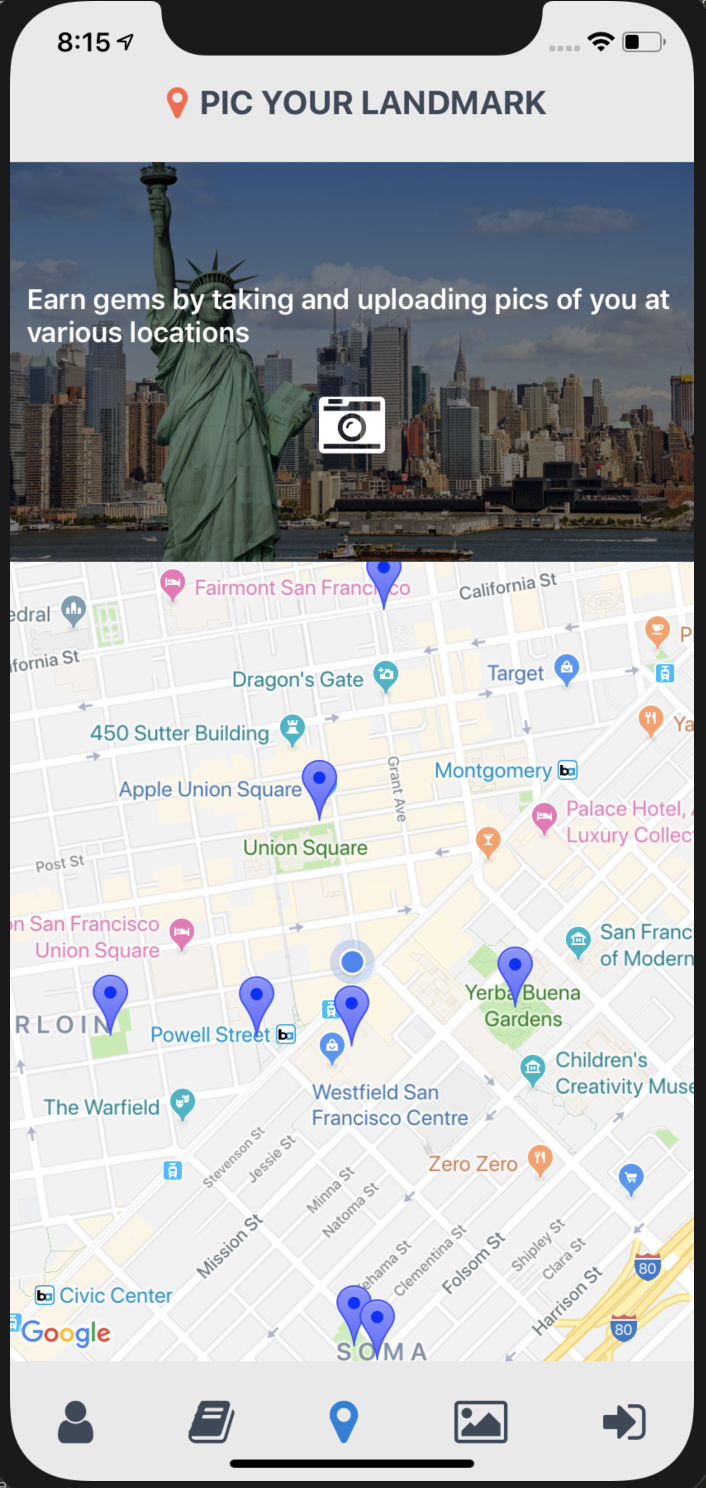 8:15
PIC YOUR LANDMARK
Earn gems by taking and uploading pics of you at
various locations
Fairmont San Francisco
California St
edral
ifornia St
Dragon's Gate
Target
P
450 Sutter Building
Ya
Montgomery
ba
Apple Union Square
Grant Ave
Palace Hotel, A
Luxury Collec
Union Square
Post St
on San Francisco
Union Square
San Franc
of Modern
Yerba Buena
Gardens
RLOIN
Powell Street
ba
Children's
Creativity Muse
Westfield San
Francisco Centre
The Warfield
Stevenson St
Jessie St
Zero Zero
Minna St
Natoma St
Mission St
Tehama St
Clementina St
Folsom St
Shipley St
Clara St
Harrison St
80
ba
Civic Center
80
Google
SOMA